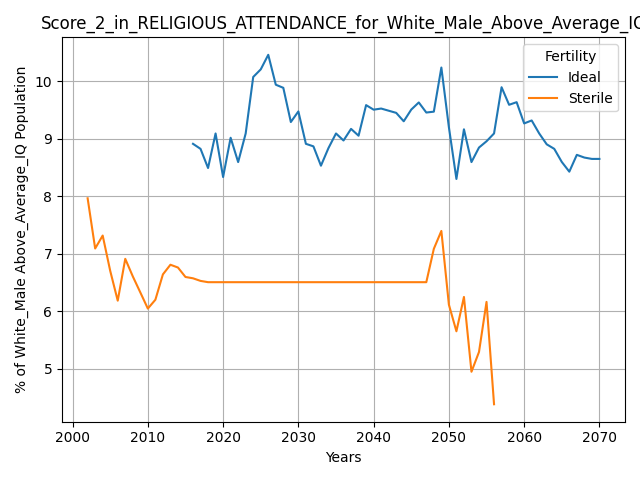 Score_2_in_RELIGIOUS_ATTENDANCE_for_White_Male_Above_Average_IQ
Fertility
Ideal
Sterile
% of White_Male Above_Average_IQ Population
10
9
8
7
6
5
2000 2010 2020 2030 2040 2050 2060 2070
Years